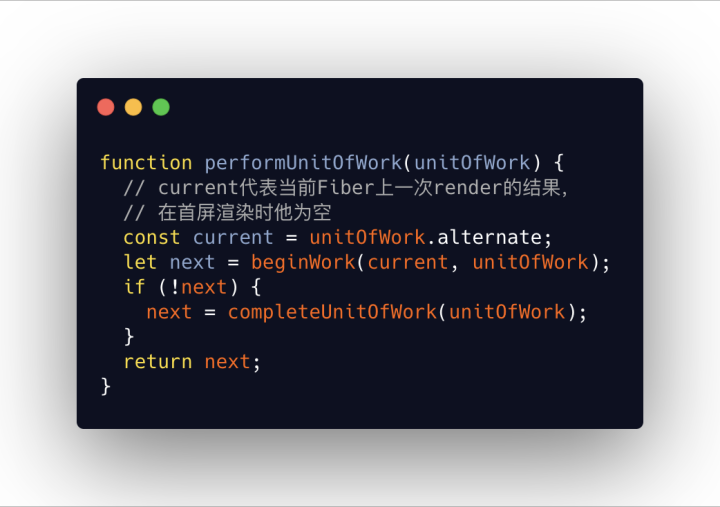 function performUnitOfWork(unitOfWork) {
  // current代表当前Fiber上一次render的结果，
  // 在首屏渲染时他为空
  const current = unitOfWork.alternate;
  let next = beginWork(current, unitOfWork);
  if (!next) {
    next = completeUnitOfWork(unitOfWork);
  }
  return next;
}